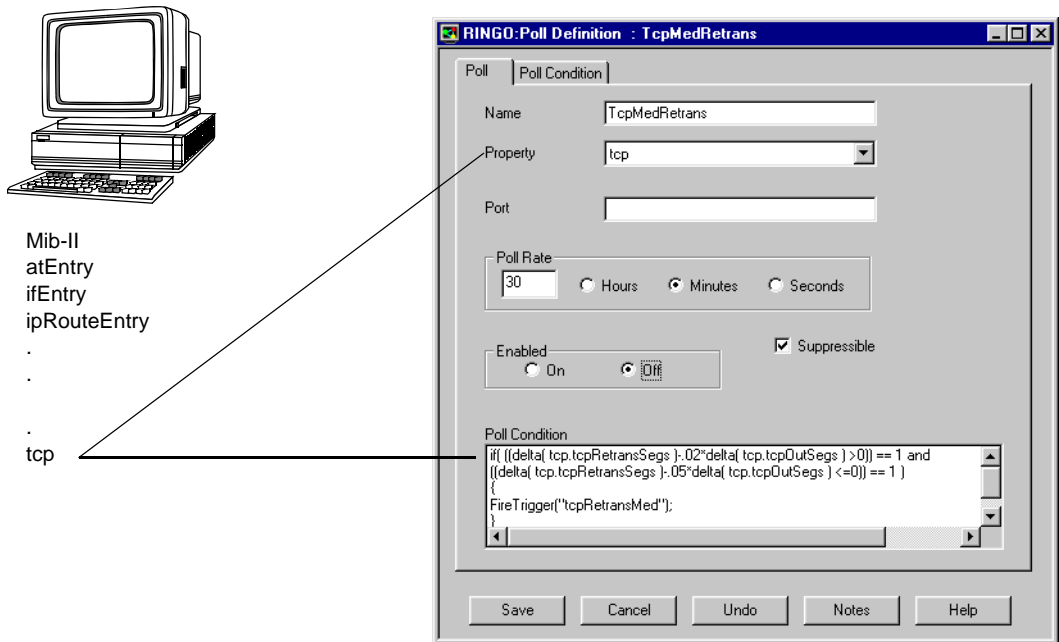 Mib-II
atEntry
ifEntry
ipRouteEntry
.
.
.
tcp
RINGO:Poll Definition : TcpMedRetrans
Poll
Poll Condition
Name
TcpMedRetrans
Property
tcp
Port
Poll Rate
30
Hours
Minutes
Seconds
Enabled
On
Off
Suppressible
Poll Condition
if( ((delta( tcp.tcpRetransSegs )-.02*delta( tcp.tcpOutSegs ) >0)) == 1 and
((delta( tcp.tcpRetransSegs )-.05*delta( tcp.tcpOutSegs ) <=0)) == 1 )
{
FireTrigger("tcpRetransMed");
}
Save
Cancel
Undo
Notes
Help